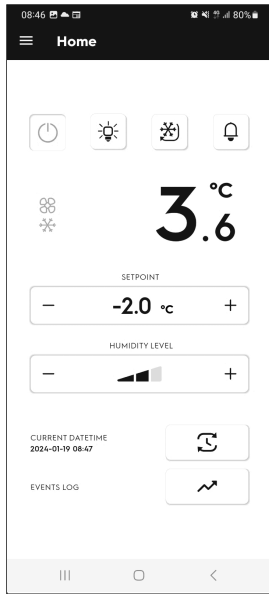 08:46 80%
Home
3.6 °C
SETPOINT
− -2.0 °C +
HUMIDITY LEVEL
− +
CURRENT DATETIME
2024-01-19 08:47
EVENTS LOG